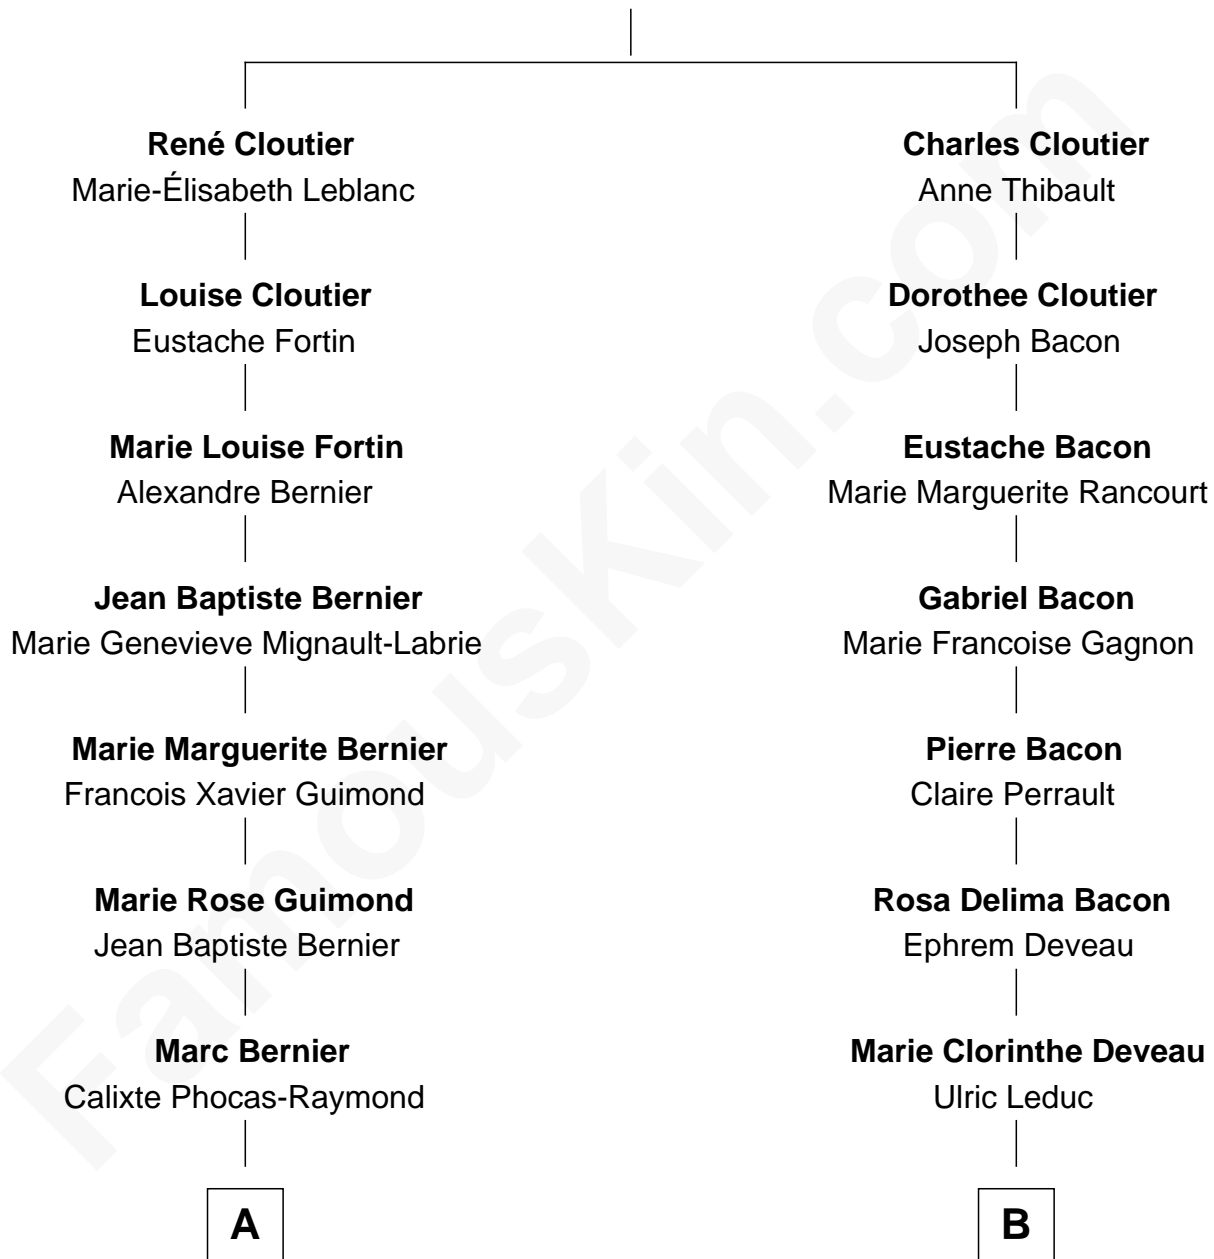 René Cloutier
Marie-Élisabeth Leblanc
Louise Cloutier
Eustache Fortin
Marie Louise Fortin
Alexandre Bernier
Jean Baptiste Bernier
Marie Genevieve Mignault-Labrie
Marie Marguerite Bernier
Francois Xavier Guimond
Marie Rose Guimond
Jean Baptiste Bernier
Marc Bernier
Calixte Phocas-Raymond
A
Charles Cloutier
Anne Thibault
Dorothee Cloutier
Joseph Bacon
Eustache Bacon
Marie Marguerite Rancourt
Gabriel Bacon
Marie Francoise Gagnon
Pierre Bacon
Claire Perrault
Rosa Delima Bacon
Ephrem Deveau
Marie Clorinthe Deveau
Ulric Leduc
B
FamousKin.com